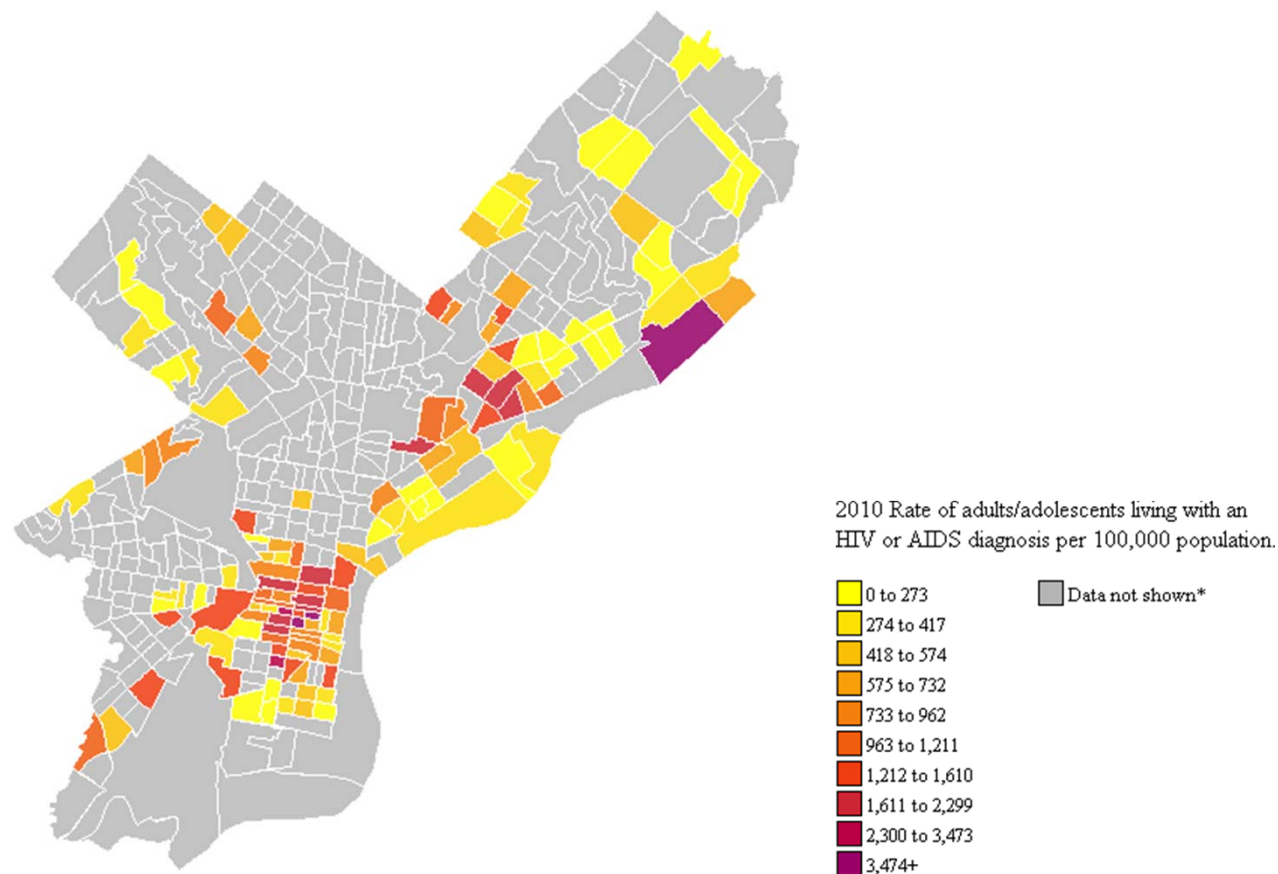 2010 Rate of adults/adolescents living with an
HIV or AIDS diagnosis per 100,000 population.
0 to 273
Data not shown*
274 to 417
418 to 574
575 to 732
733 to 962
963 to 1,211
1,212 to 1,610
1,611 to 2,299
2,300 to 3,473
3,474+